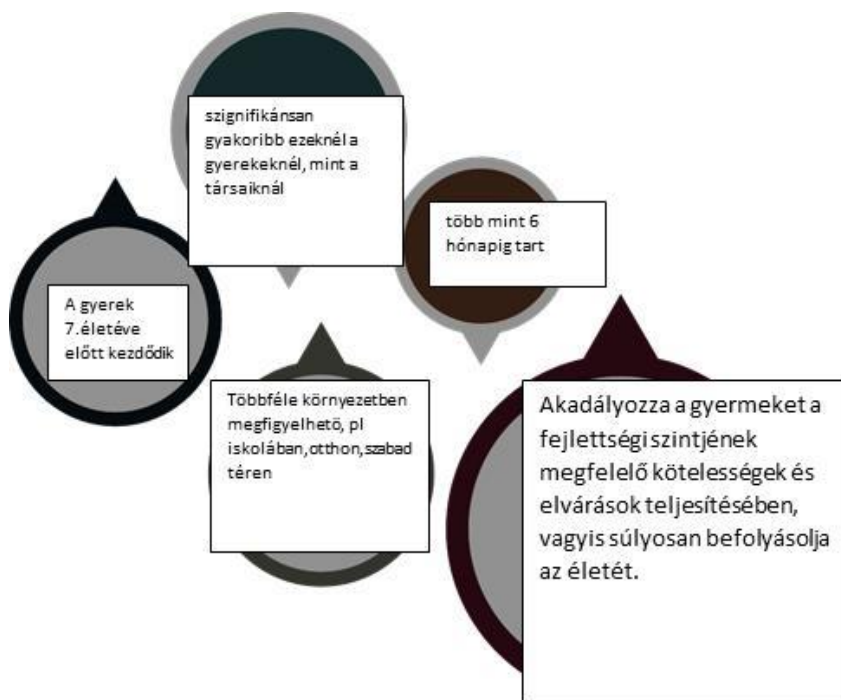 szignifikánsan
gyakoribb ezeknél a
gyerekeknél, mint a
társaiknál
több mint 6
hónapig tart
A gyerek
7.életéve
előtt kezdődik
Többféle környezetben
megfigyelhető, pl
iskolában,otthon,szabad
téren
Akadályozza a gyermeket a
fejlettségi szintjének
megfelelő kötelességek és
elvárások teljesítésében,
vagyis súlyosan befolyásolja
az életét.